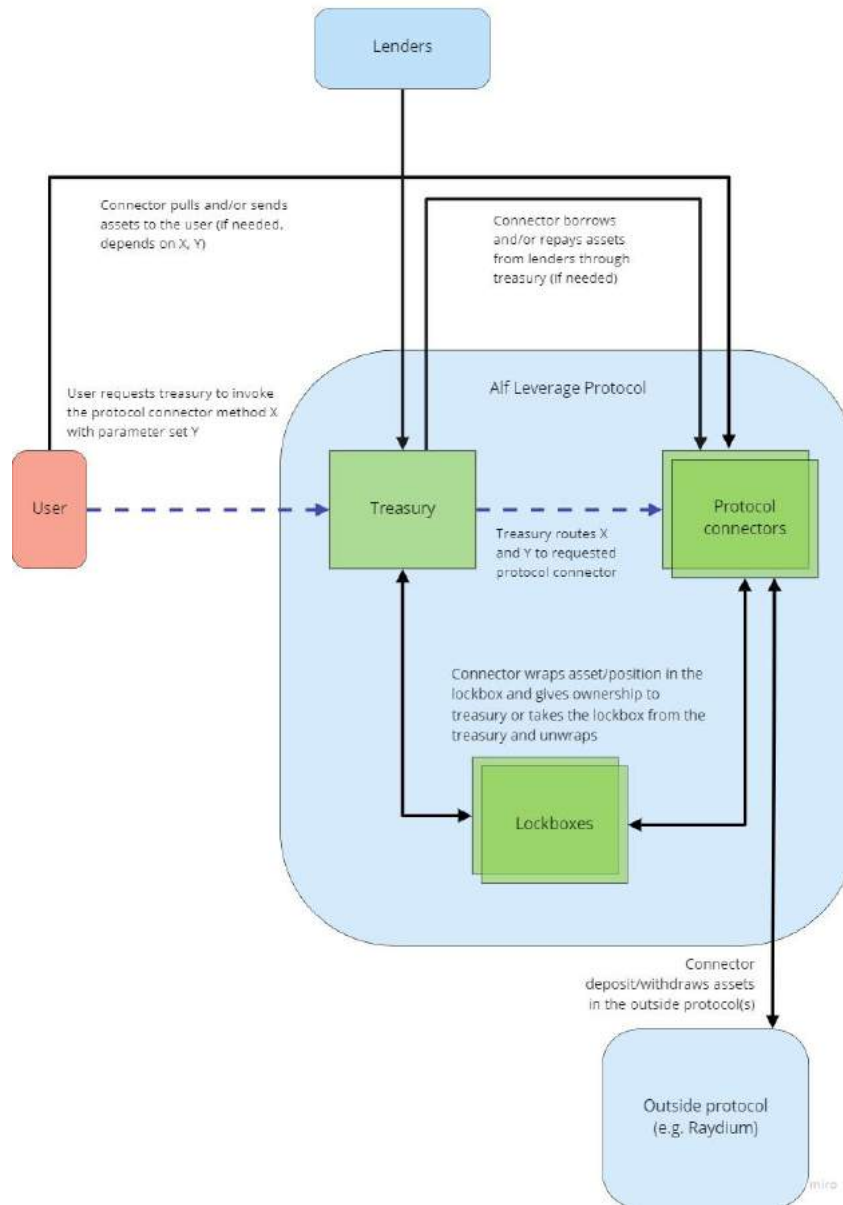 Lenders
Connector pulls and/or sends
assets to the user (if needed,
depends on X, Y)
Connector borrows
and/or repays assets
from lenders through
treasury (if needed)
User requests treasury to invoke
the protocol connector method X
with parameter set Y
Alf Leverage Protocol
User
Treasury
Protocol
connectors
Treasury routes X
and Y to requested
protocol connector
Connector wraps asset/position in the
lockbox and gives ownership to
treasury or takes the lockbox from the
treasury and unwraps
Lockboxes
Connector
deposit/withdraws assets
in the outside protocol(s)
Outside protocol
(e.g. Raydium)
miro